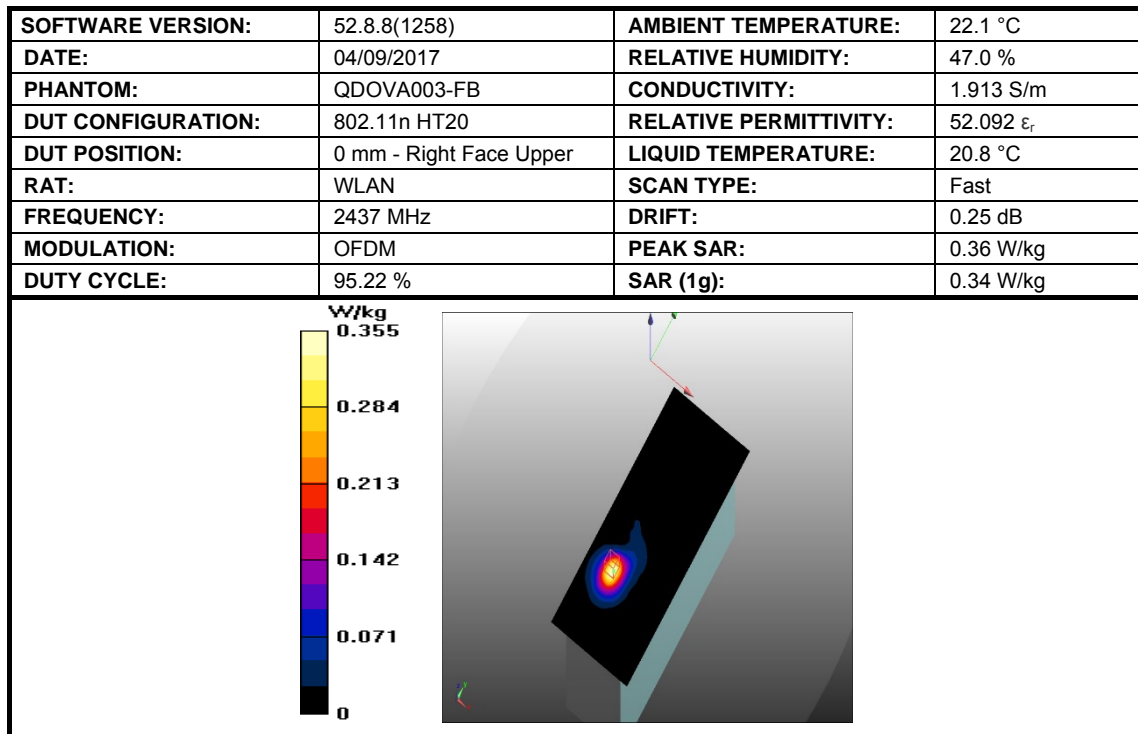 SOFTWARE VERSION: 52.8.8(1258) AMBIENT TEMPERATURE: 22.1 °C
DATE: 04/09/2017 RELATIVE HUMIDITY: 47.0 %
PHANTOM: QDOVA003-FB CONDUCTIVITY: 1.913 S/m
DUT CONFIGURATION: 802.11n HT20 RELATIVE PERMITTIVITY: 52.092 εr
DUT POSITION: 0 mm - Right Face Upper LIQUID TEMPERATURE: 20.8 °C
RAT: WLAN SCAN TYPE: Fast
FREQUENCY: 2437 MHz DRIFT: 0.25 dB
MODULATION: OFDM PEAK SAR: 0.36 W/kg
DUTY CYCLE: 95.22 % SAR (1g): 0.34 W/kg
W/kg
0.355
0.284
0.213
0.142
0.071
0